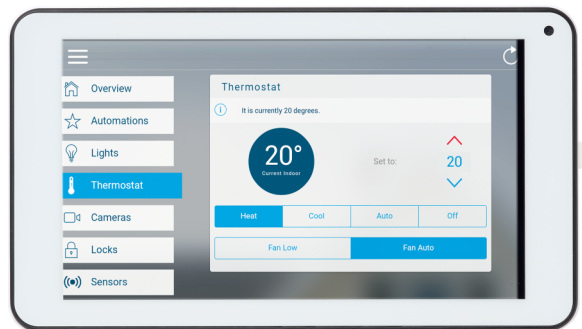 Overview
Automations
Lights
Thermostat
Cameras
Locks
Sensors
Thermostat
It is currently 20 degrees.
20°
Current Indoor
Set to:
20
Heat Cool Auto Off
Fan Low Fan Auto